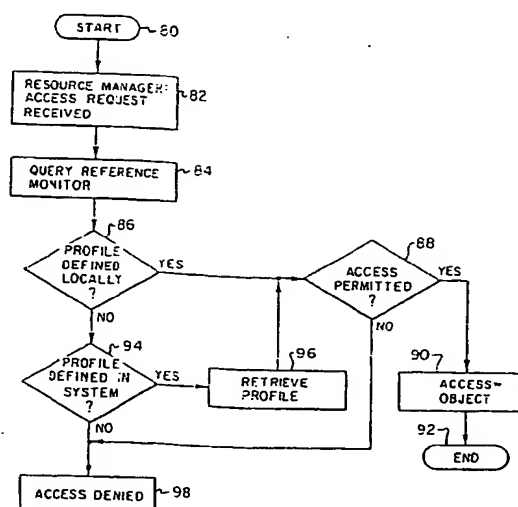 START
80
RESOURCE MANAGER:
ACCESS REQUEST
RECEIVED
82
QUERY REFERENCE
MONITOR
84
86
PROFILE
DEFINED
LOCALLY
?
YES
NO
88
ACCESS
PERMITTED
?
YES
NO
94
PROFILE
DEFINED IN
SYSTEM
?
YES
NO
96
RETRIEVE
PROFILE
90
ACCESS
OBJECT
92
END
ACCESS DENIED
98